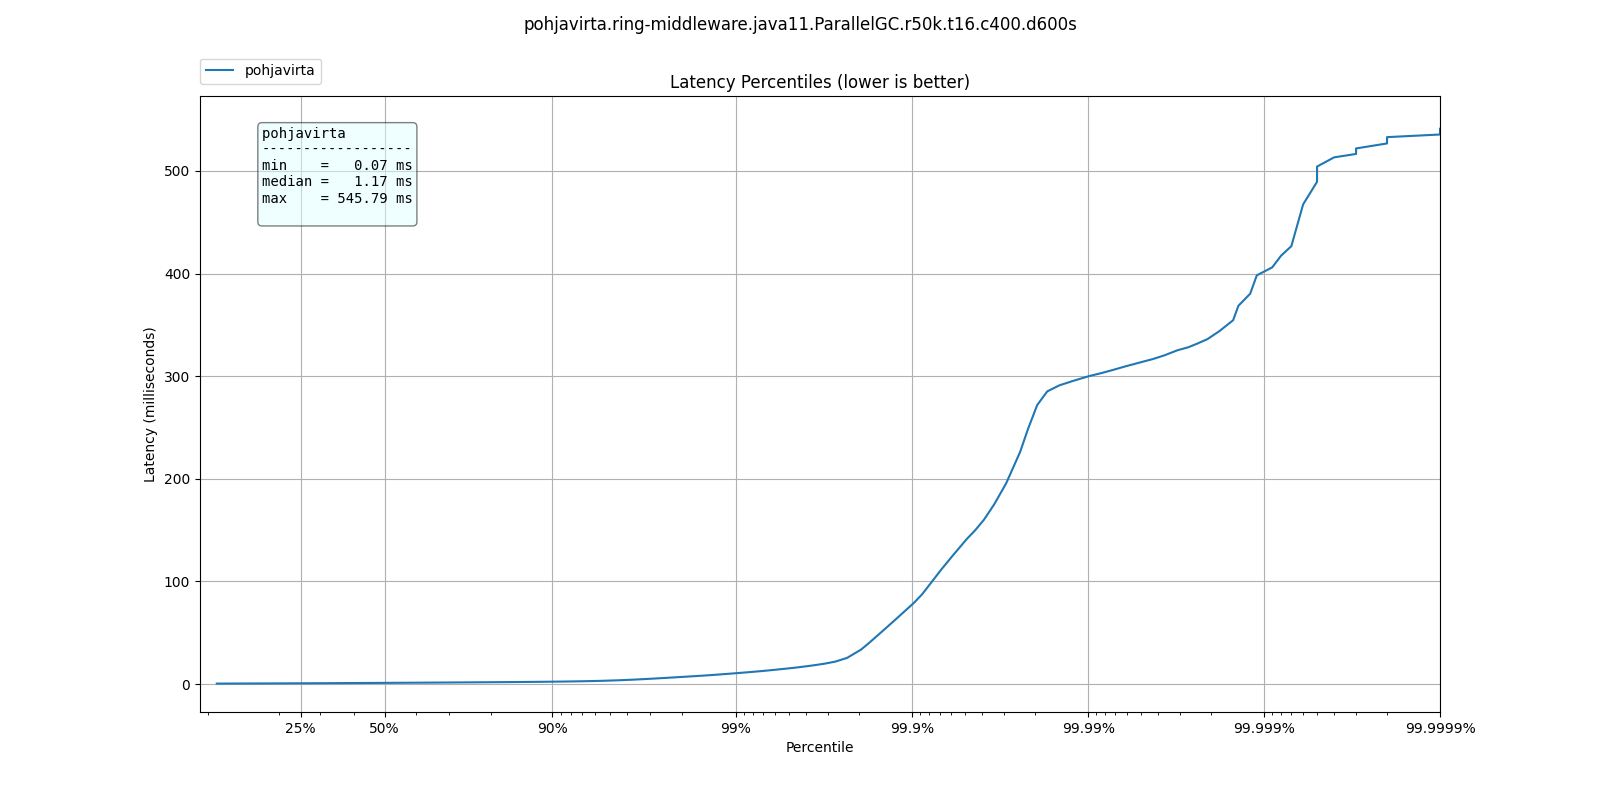 pohjavirta.ring-middleware.java11.ParallelGC.r50k.t16.c400.d600s
pohjavirta
Latency Percentiles (lower is better)
pohjavirta
------------------
min    =   0.07 ms
median =   1.17 ms
max    = 545.79 ms
500
400
300
200
100
0
Latency (milliseconds)
25% 50% 90% 99% 99.9% 99.99% 99.999% 99.9999%
Percentile